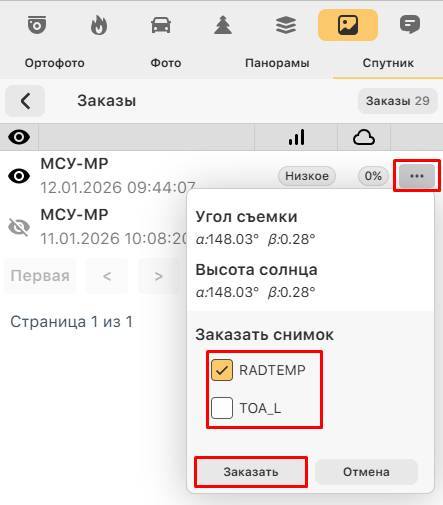 Ортофото Фото Панорамы Спутник
Заказы Заказы 29
МСУ-МР
12.01.2026 09:44:07 Низкое 0% ...
МСУ-МР
11.01.2026 10:08:20
Первая < >
Страница 1 из 1
Угол съемки
α:148.03° β:0.28°
Высота солнца
α:148.03° β:0.28°
Заказать снимок
RADTEMP
TOA_L
Заказать Отмена